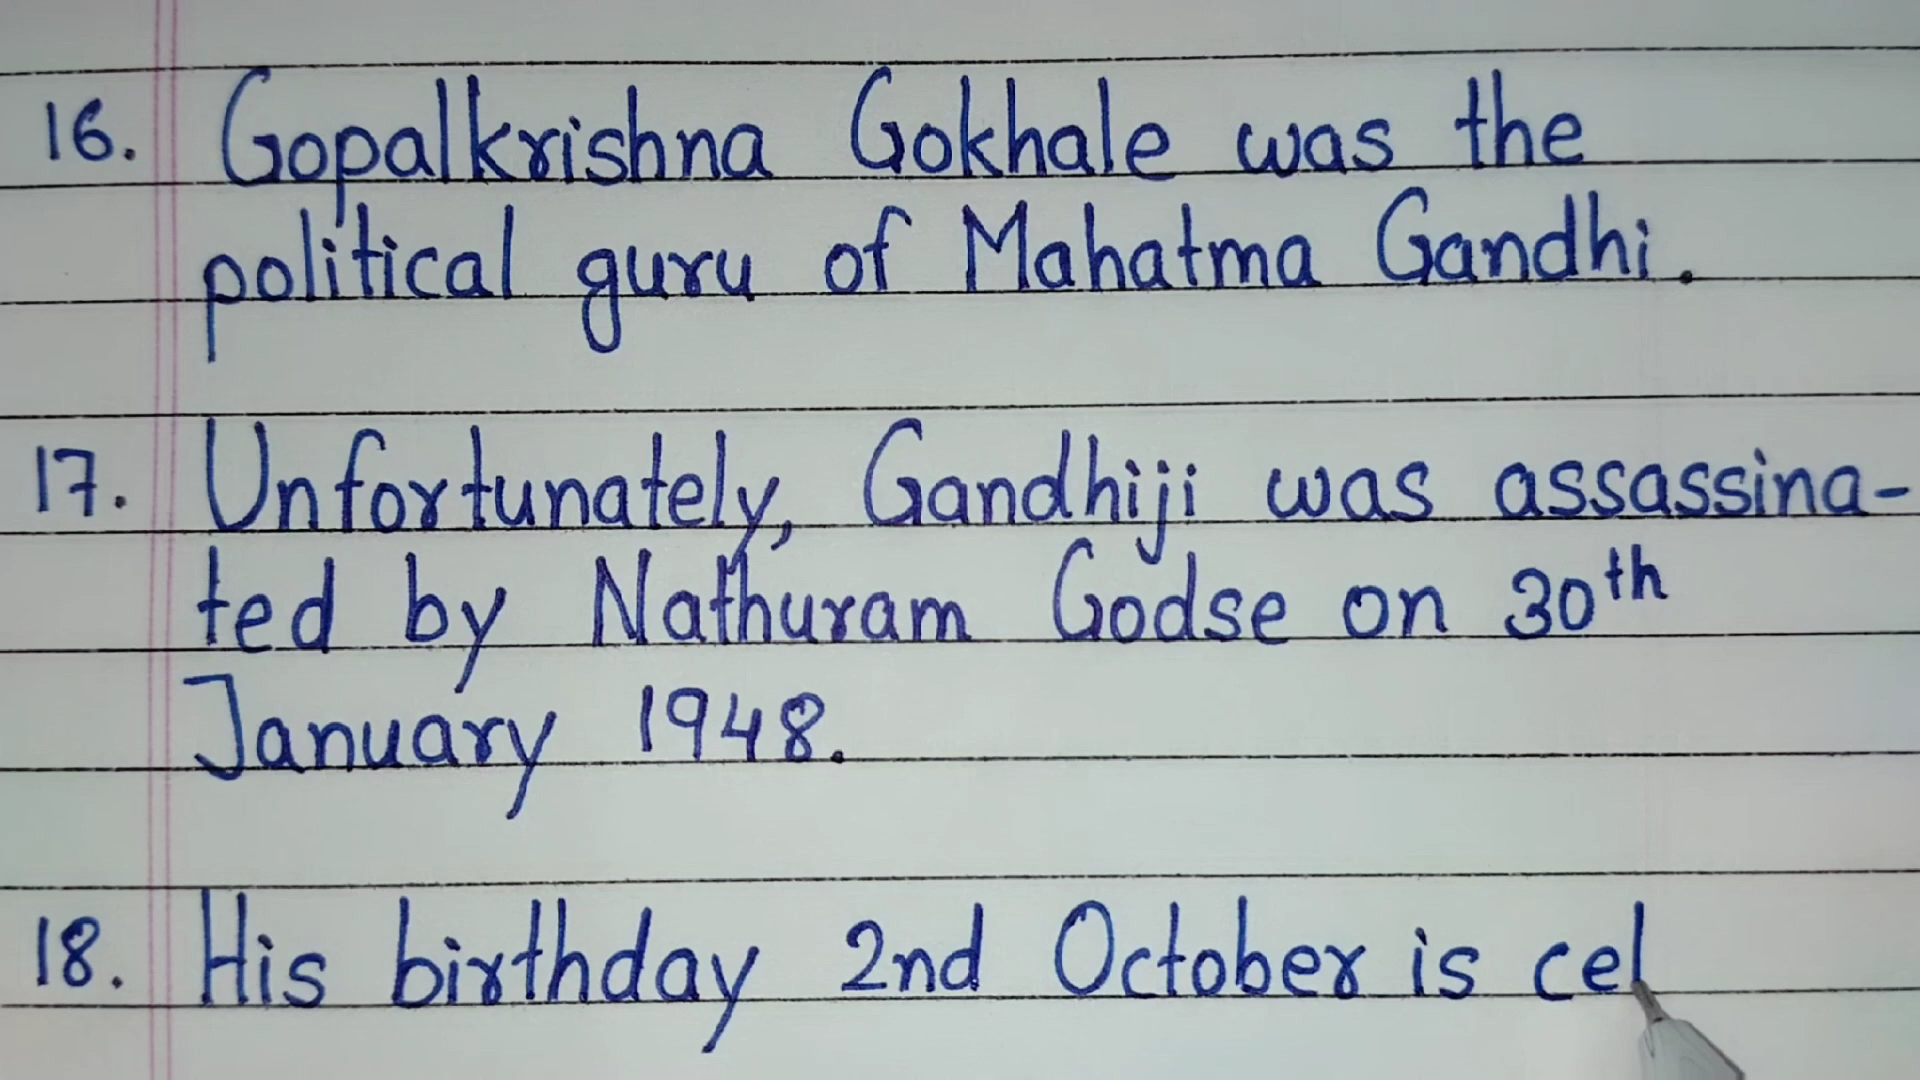 16. Gopalkrishna Gokhale was the
political guru of Mahatma Gandhi.
17. Unfortunately, Gandhiji was assassina-
ted by Nathuram Godse on 30th
January 1948.
18. His birthday 2nd October is cel